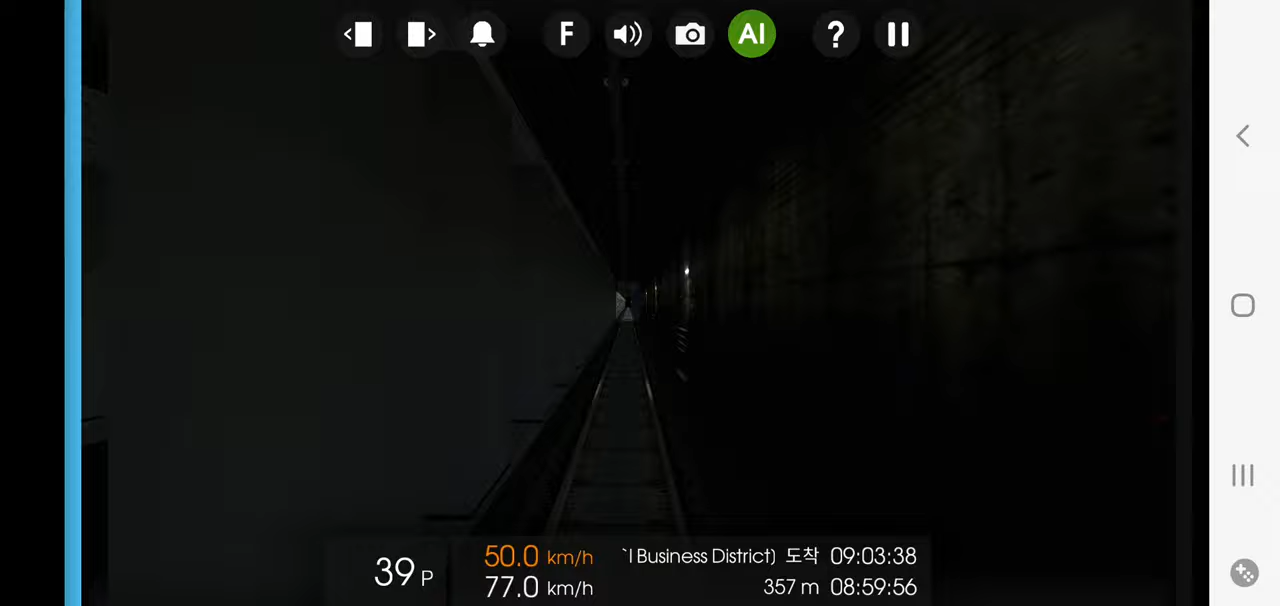 F
AI
?
39 P
50.0 km/h
77.0 km/h
`l Business District) 도착 09:03:38
357 m 08:59:56